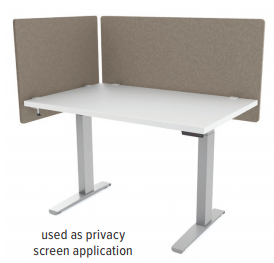 used as privacy
screen application